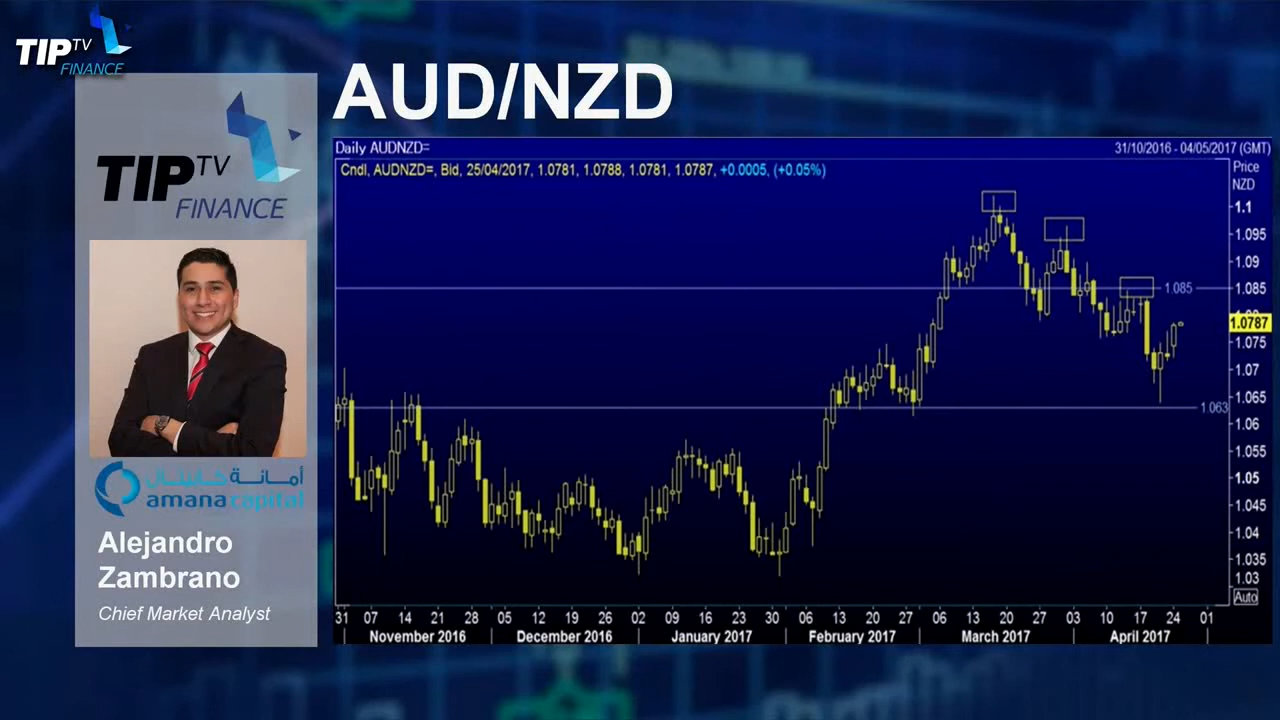 TIP TV
FINANCE
TIP TV
FINANCE
أمانة كابيتال
amana capital
Alejandro
Zambrano
Chief Market Analyst
AUD/NZD
Daily AUDNZD=
31/10/2016 - 04/05/2017 (GMT)
Cndl, AUDNZD=, Bid, 25/04/2017, 1.0781, 1.0788, 1.0781, 1.0787, +0.0005, (+0.05%)
Price
NZD
1.1
1.095
1.09
1.085
1.085
1.0787
1.075
1.07
1.065
1.063
1.06
1.055
1.05
1.045
1.04
1.035
1.03
Auto
31 07 14 21 28 05 12 19 26 02 09 16 23 30 06 13 20 27 06 13 20 27 03 10 17 24 01
November 2016 December 2016 January 2017 February 2017 March 2017 April 2017